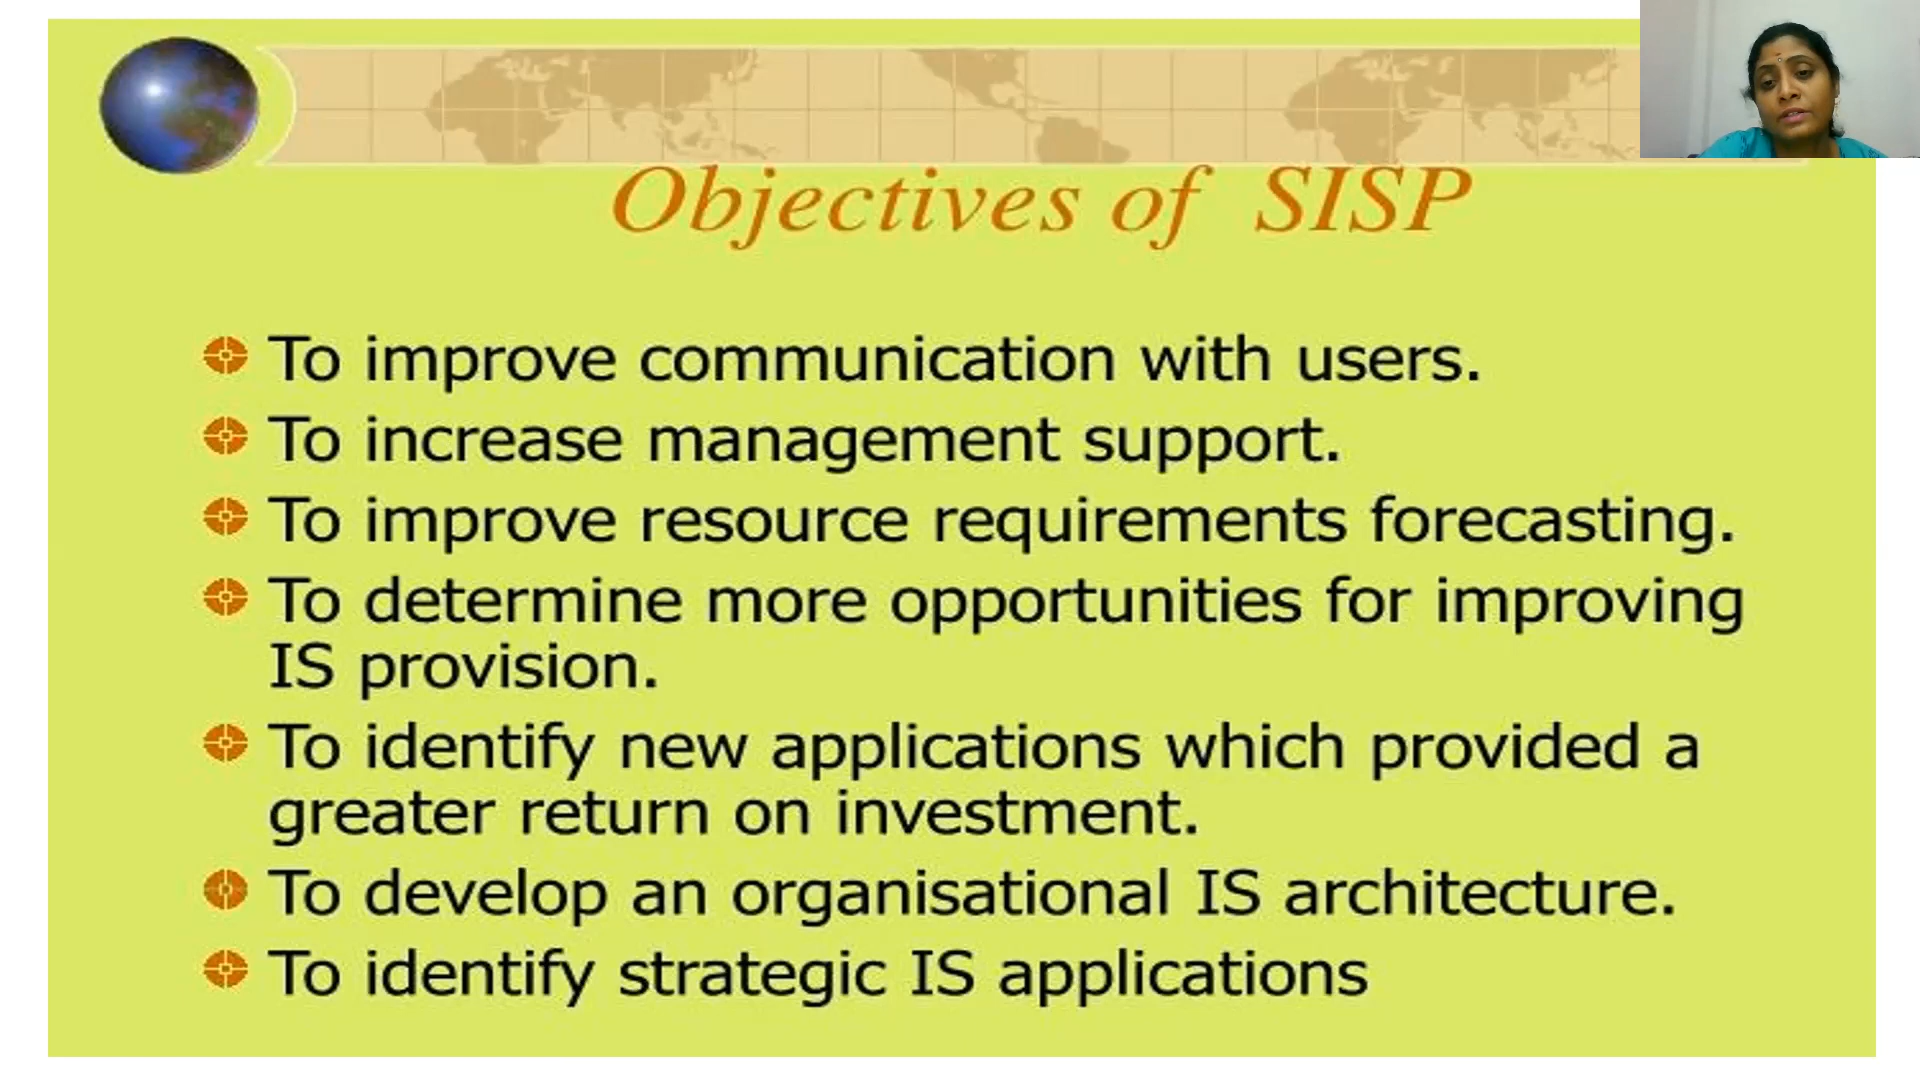 Objectives of SISP
To improve communication with users.
To increase management support.
To improve resource requirements forecasting.
To determine more opportunities for improving
IS provision.
To identify new applications which provided a
greater return on investment.
To develop an organisational IS architecture.
To identify strategic IS applications